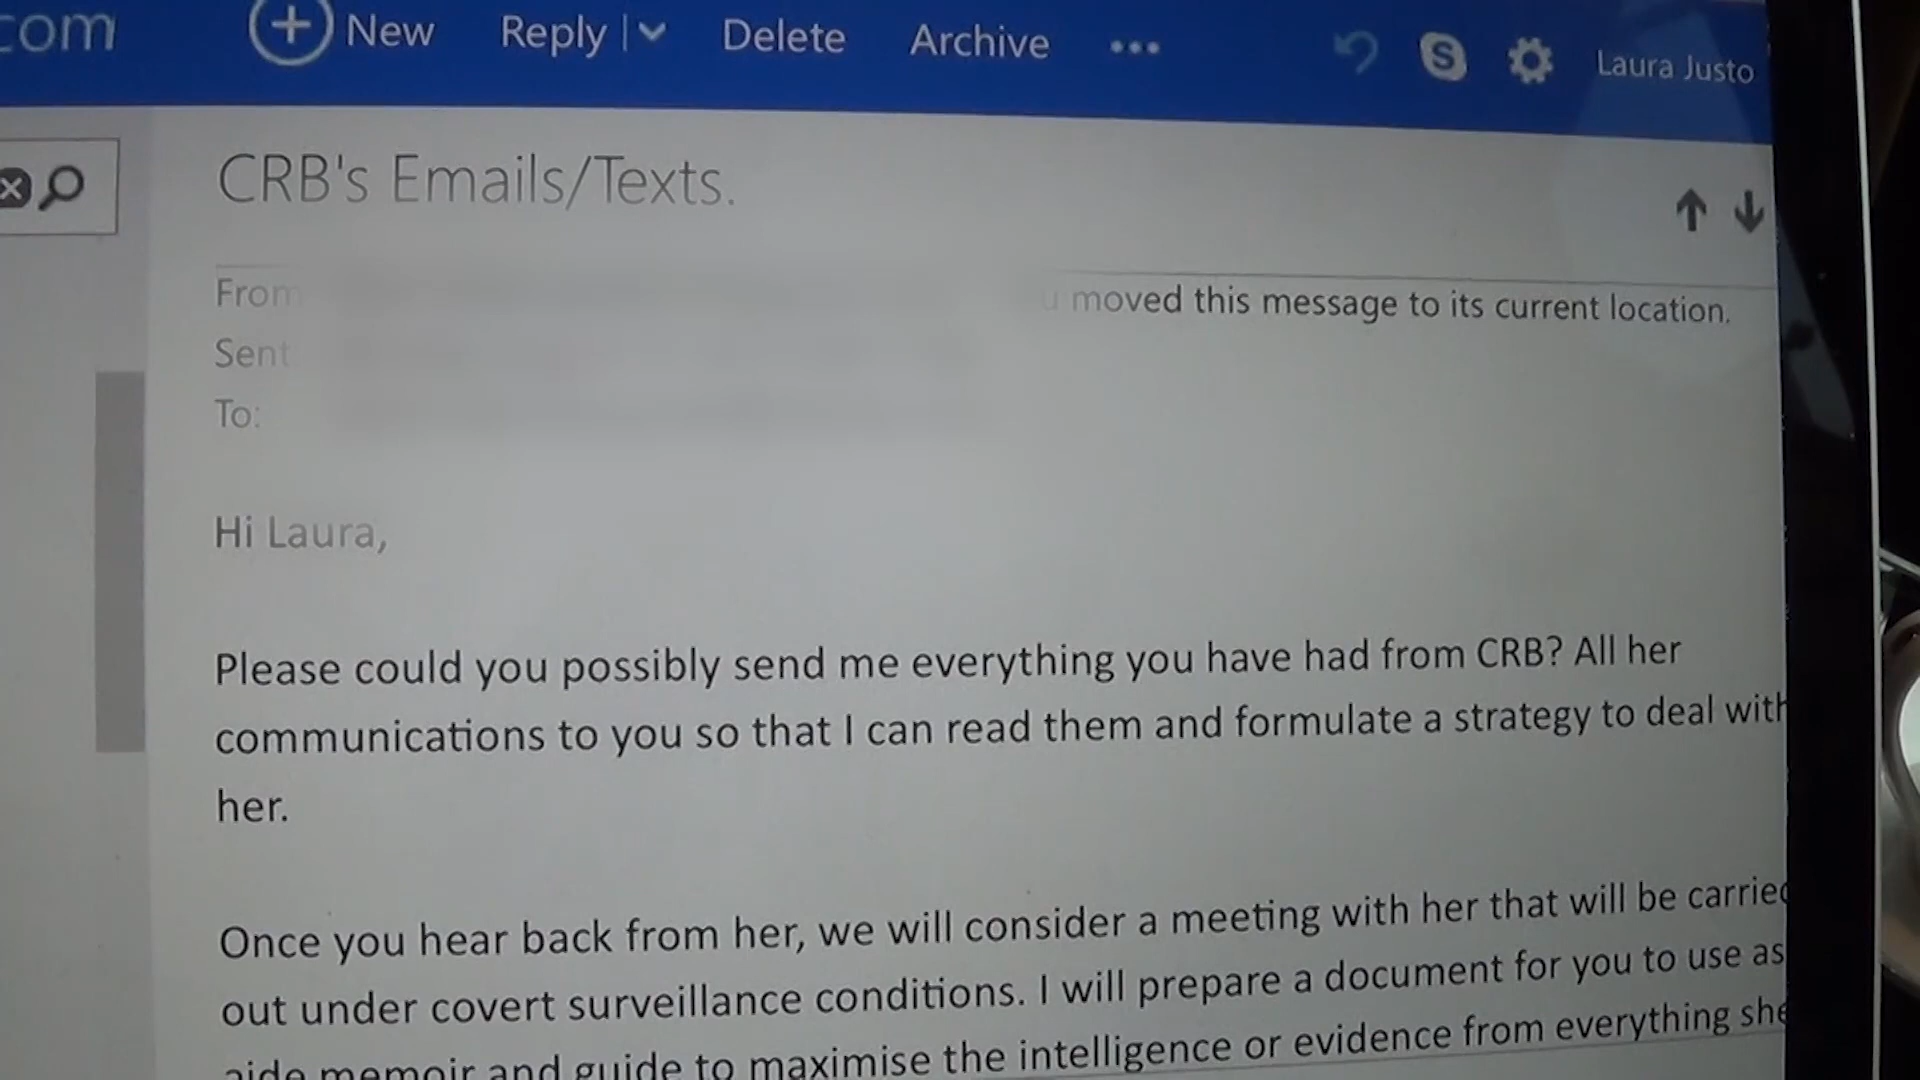 com New Reply Delete Archive ... Laura Justo
CRB's Emails/Texts.
From moved this message to its current location.
Sent
To:
Hi Laura,
Please could you possibly send me everything you have had from CRB? All her
communications to you so that I can read them and formulate a strategy to deal with
her.
Once you hear back from her, we will consider a meeting with her that will be carried
out under covert surveillance conditions. I will prepare a document for you to use as
aide memoir and guide to maximise the intelligence or evidence from everything she